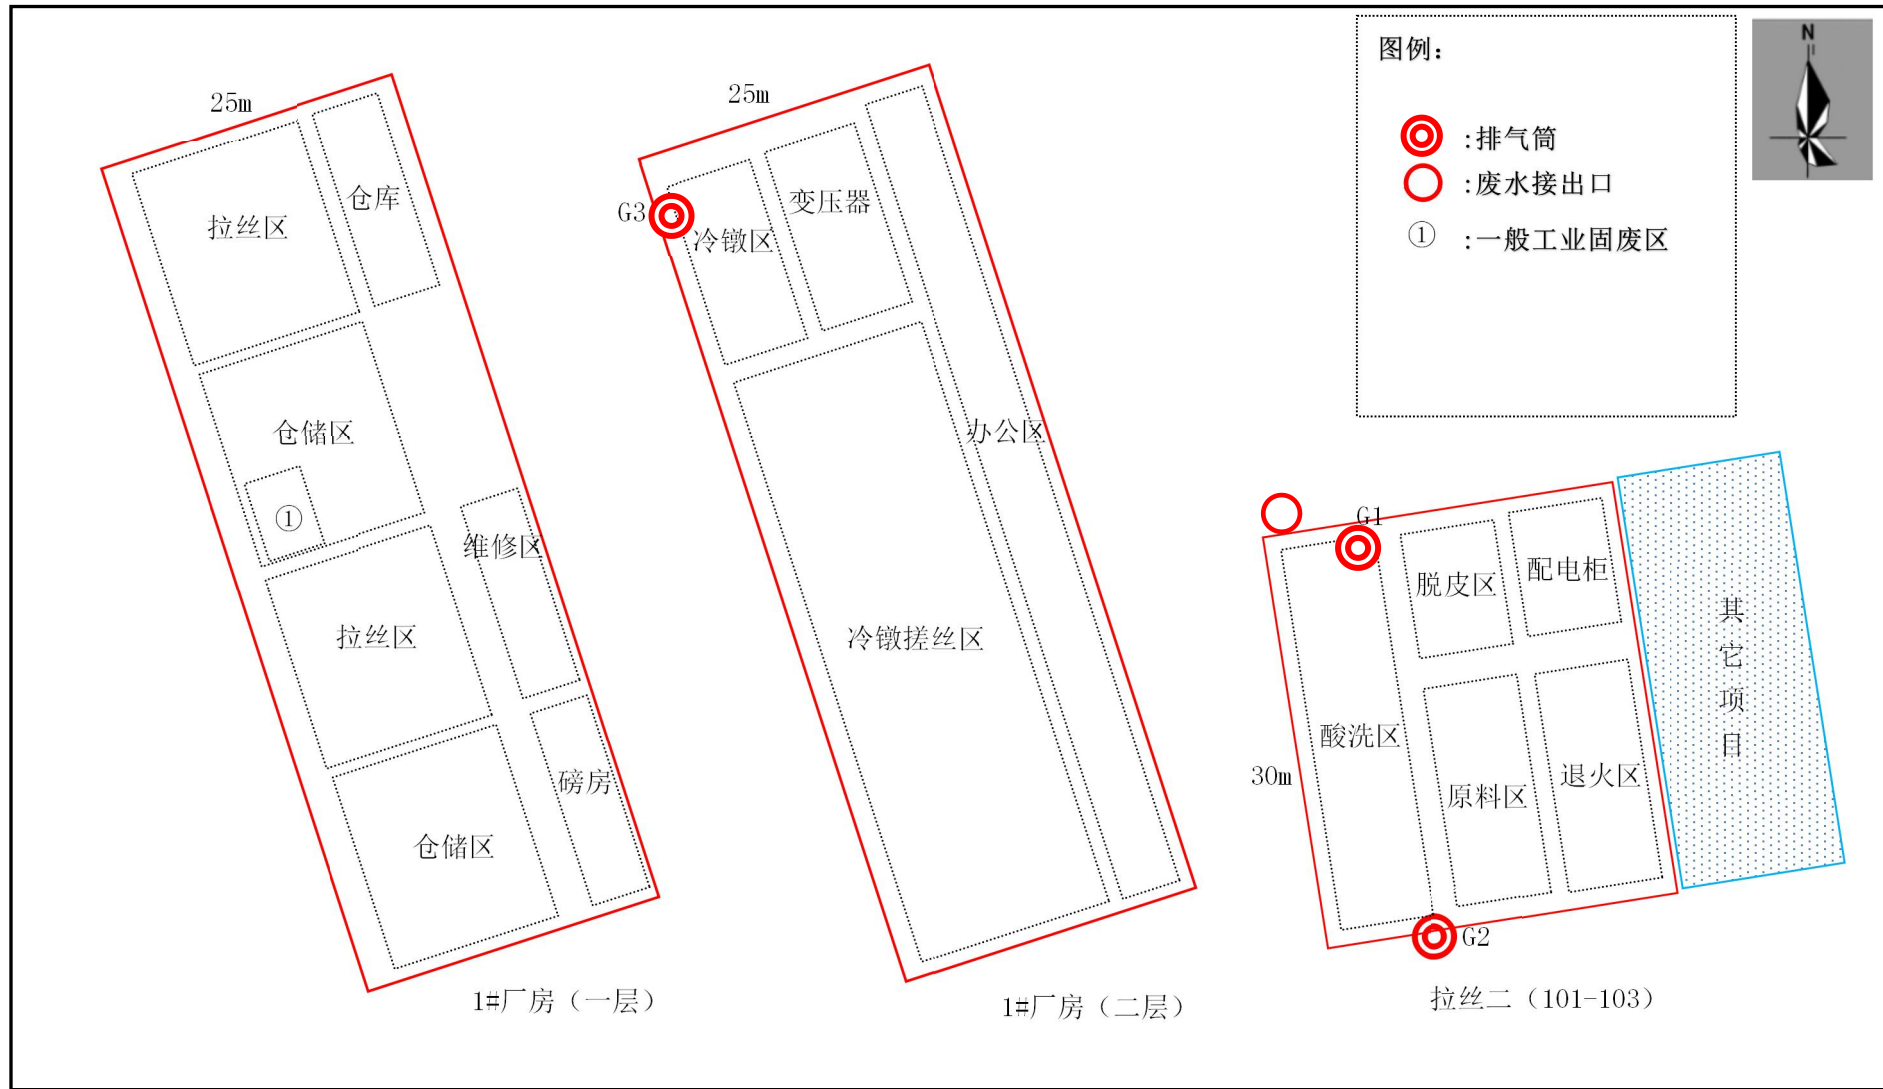 25m
拉丝区
仓库
仓储区
①
维修区
拉丝区
磅房
仓储区
1#厂房（一层）
25m
G3
冷镦区
变压器
办公区
冷镦搓丝区
1#厂房（二层）
图例：
:排气筒
:废水接出口
① :一般工业固废区
N
G1
脱皮区
配电柜
酸洗区
30m
原料区
退火区
G2
其它项目
拉丝二（101-103）